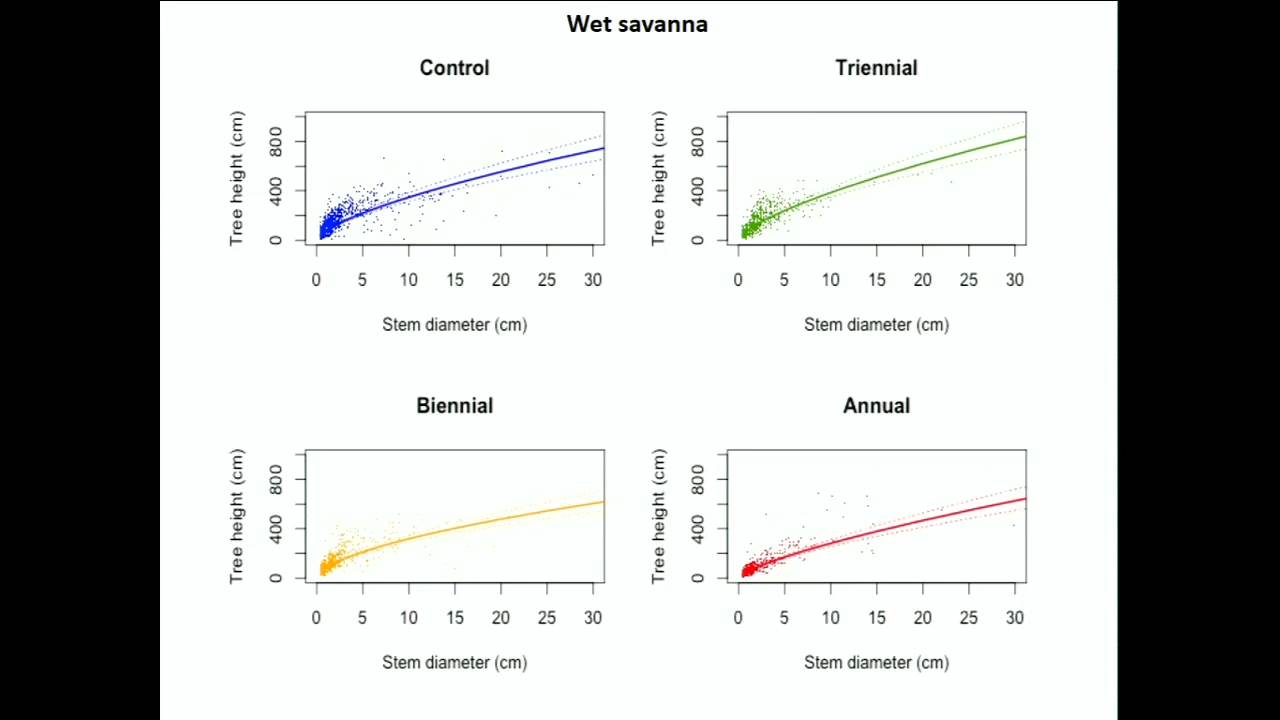 Wet savanna
Control
Tree height (cm)
0 400 800
0 5 10 15 20 25 30
Stem diameter (cm)
Triennial
Tree height (cm)
0 400 800
0 5 10 15 20 25 30
Stem diameter (cm)
Biennial
Tree height (cm)
0 400 800
0 5 10 15 20 25 30
Stem diameter (cm)
Annual
Tree height (cm)
0 400 800
0 5 10 15 20 25 30
Stem diameter (cm)